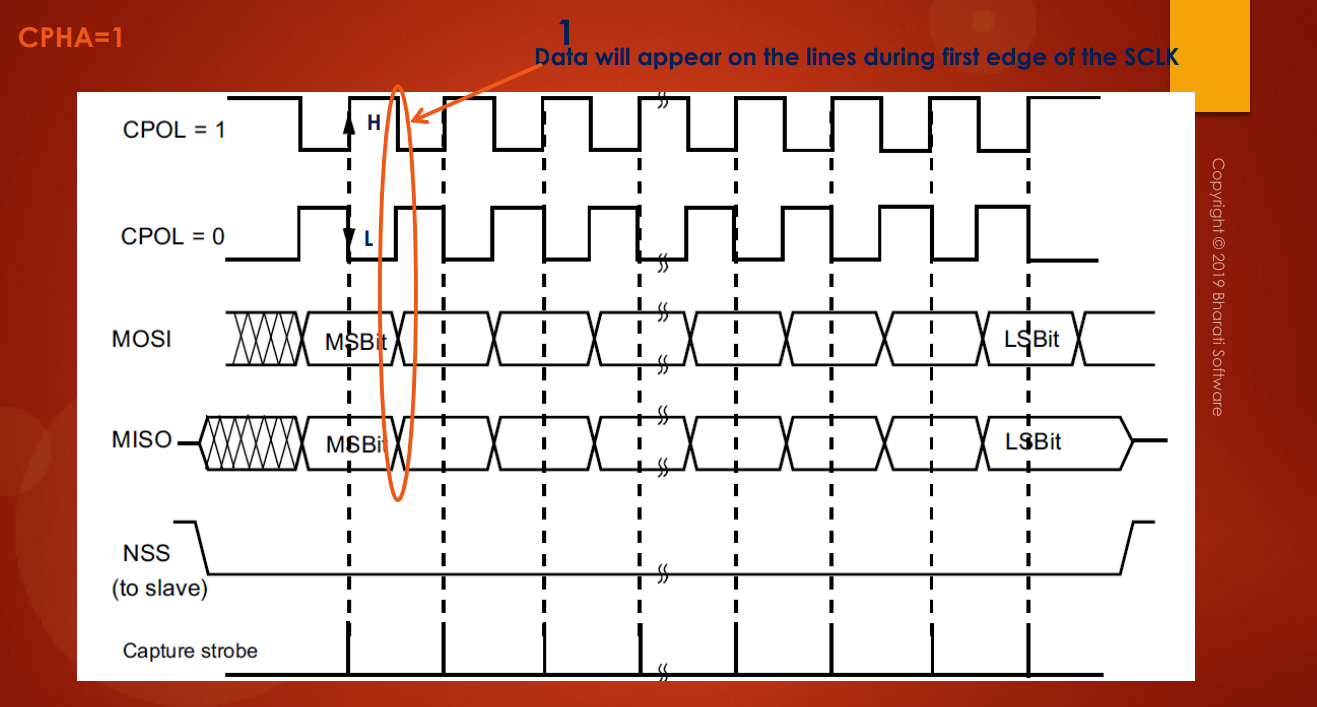 CPHA=1
1
Data will appear on the lines during first edge of the SCLK
CPOL = 1
H
CPOL = 0
L
MOSI
MSBit
LSBit
MISO
MSBit
LSBit
NSS
(to slave)
Capture strobe
Copyright © 2019 Bharati Software